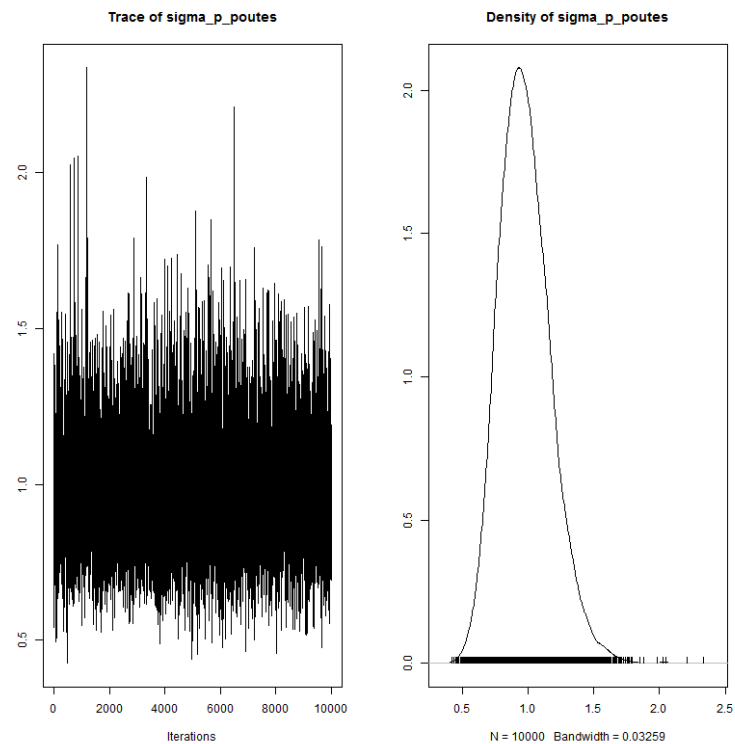 Trace of sigma_p_poutes
2.0
1.5
1.0
0.5
0 2000 4000 6000 8000 10000
Iterations
Density of sigma_p_poutes
2.0
1.5
1.0
0.5
0.0
0.5 1.0 1.5 2.0 2.5
N = 10000 Bandwidth = 0.03259